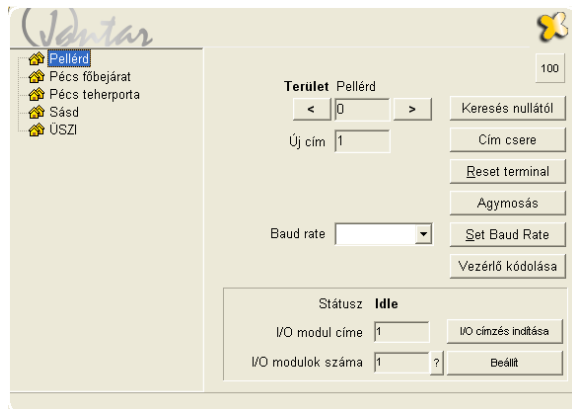 Jantar
Pellérd
Pécs főbejárat
Pécs teherporta
Sásd
ÜSZI
100
Terület Pellérd
< 0 >
Keresés nullától
Új cím 1
Cím csere
Reset terminal
Agymosás
Baud rate
Set Baud Rate
Vezérlő kódolása
Státusz Idle
I/O modul címe 1
I/O címzés indítása
I/O modulok száma 1 ?
Beállít